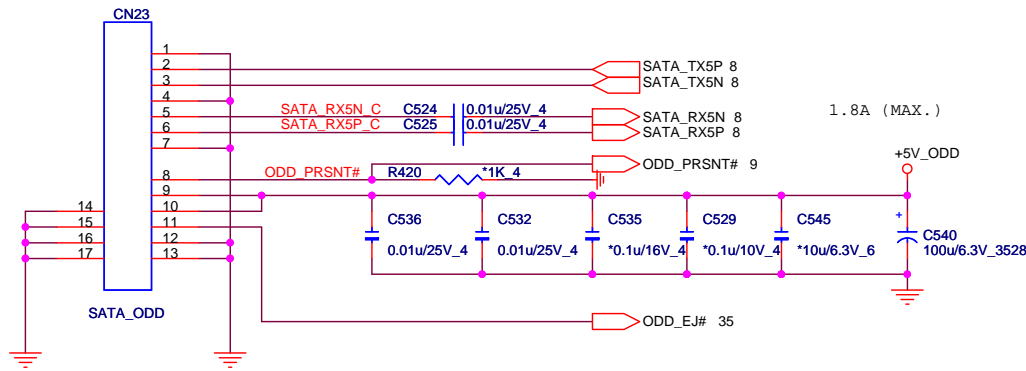 CN23
1
2
3
4
5
6
7
8
9
10
11
12
13
14
15
16
17
SATA_ODD
SATA_TX5P 8
SATA_TX5N 8
SATA_RX5N_C C524 0.01u/25V_4 SATA_RX5N 8
SATA_RX5P_C C525 0.01u/25V_4 SATA_RX5P 8
1.8A (MAX.)
+5V_ODD
ODD_PRSNT# 9
ODD_PRSNT# R420 *1K_4
C536
0.01u/25V_4
C532
0.01u/25V_4
C535
*0.1u/16V_4
C529
*0.1u/10V_4
C545
*10u/6.3V_6
+
C540
100u/6.3V_3528
ODD_EJ# 35